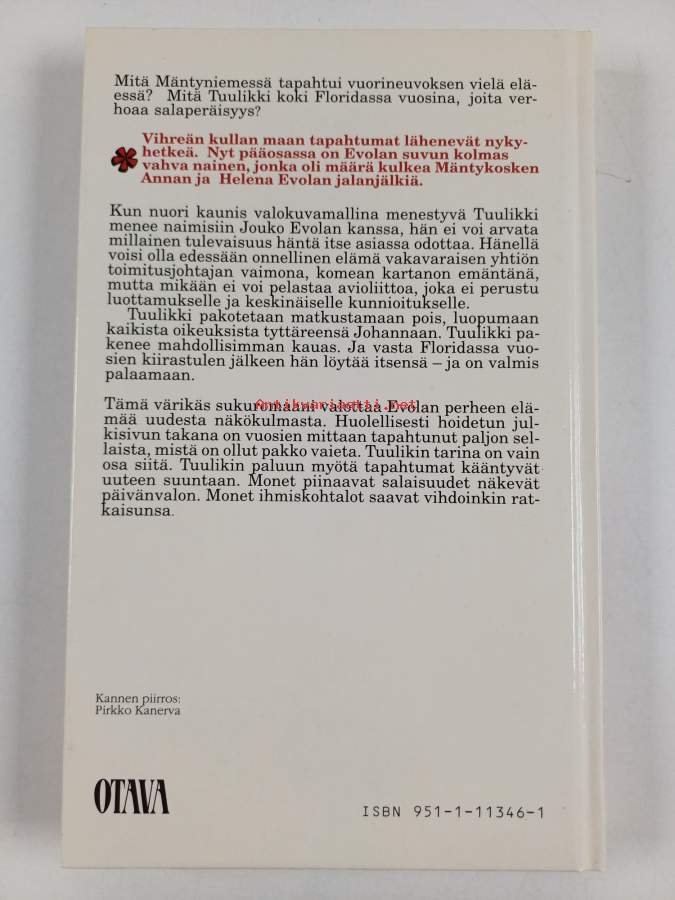 Mitä Mäntyniemessä tapahtui vuorineuvoksen vielä elä-
essä? Mitä Tuulikki koki Floridassa vuosina, joita ver-
hoaa salaperäisyys?
Vihreän kullan maan tapahtumat lähenevät nyky-
hetkeä. Nyt pääosassa on Evolan suvun kolmas
vahva nainen, jonka oli määrä kulkea Mäntykosken
Annan ja Helena Evolan jalanjälkiä.
Kun nuori kaunis valokuvamallina menestyvä Tuulikki
menee naimisiin Jouko Evolan kanssa, hän ei voi arvata
millainen tulevaisuus häntä itse asiassa odottaa. Hänellä
voisi olla edessään onnellinen elämä vakavaraisen yhtiön
toimitusjohtajan vaimona, komean kartanon emäntänä,
mutta mikään ei voi pelastaa avioliittoa, joka ei perustu
luottamukselle ja keskinäiselle kunnioitukselle.
Tuulikki pakotetaan matkustamaan pois, luopumaan
kaikista oikeuksista tyttäreensä Johannaan. Tuulikki pa-
kenee mahdollisimman kauas. Ja vasta Floridassa vuo-
sien kiirastulen jälkeen hän löytää itsensä – ja on valmis
palaamaan.
Antikvariaatti.net
Tämä värikäs sukuromaani valottaa Evolan perheen elä-
mää uudesta näkökulmasta. Huolellisesti hoidetun jul-
kisivun takana on vuosien mittaan tapahtunut paljon sel-
laista, mistä on ollut pakko vaieta. Tuulikin tarina on vain
osa siitä. Tuulikin paluun myötä tapahtumat kääntyvät
uuteen suuntaan. Monet piinaavat salaisuudet näkevät
päivänvalon. Monet ihmiskohtalot saavat vihdoinkin rat-
kaisunsa.
Kannen piirros:
Pirkko Kanerva
OTAVA
ISBN 951-1-11346-1